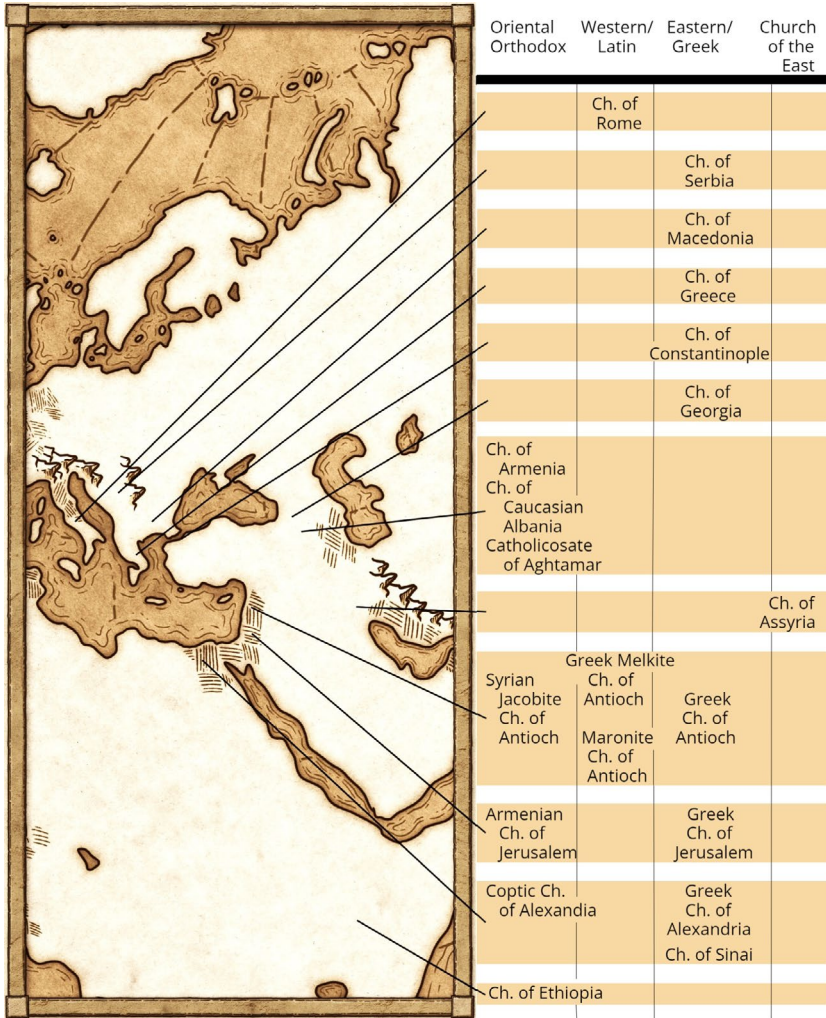 Oriental
Orthodox
Western/
Latin
Eastern/
Greek
Church
of the
East
Ch. of
Rome
Ch. of
Serbia
Ch. of
Macedonia
Ch. of
Greece
Ch. of
Constantinople
Ch. of
Georgia
Ch. of
Armenia
Ch. of
Caucasian
Albania
Catholicosate
of Aghtamar
Ch. of
Assyria
Syrian
Jacobite
Ch. of
Antioch
Greek Melkite
Ch. of
Antioch
Maronite
Ch. of
Antioch
Greek
Ch. of
Antioch
Armenian
Ch. of
Jerusalem
Greek
Ch. of
Jerusalem
Coptic Ch.
of Alexandia
Greek
Ch. of
Alexandria
Ch. of Sinai
Ch. of Ethiopia